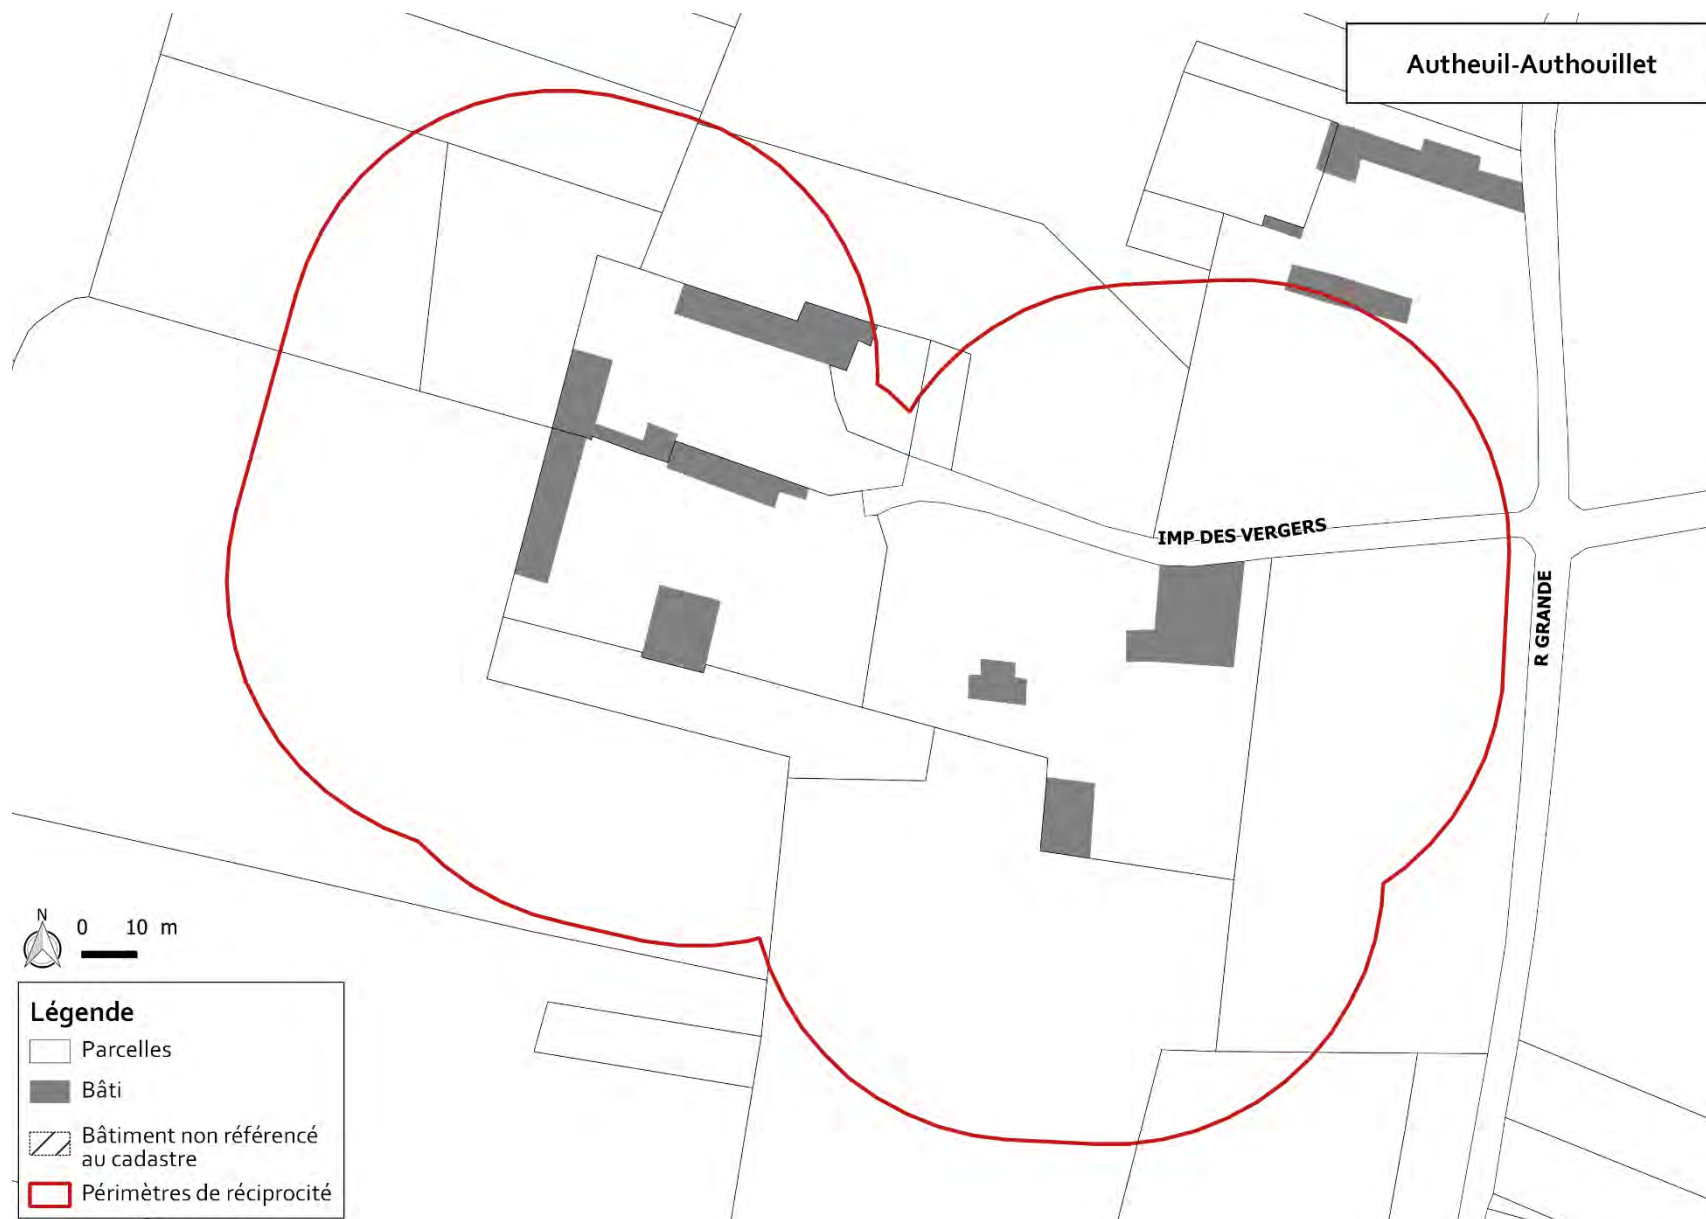 Autheuil-Authouillet
IMP DES VERGERS
R GRANDE
N
0 10 m
Légende
Parcelles
Bâti
Bâtiment non référencé
au cadastre
Périmètres de réciprocité